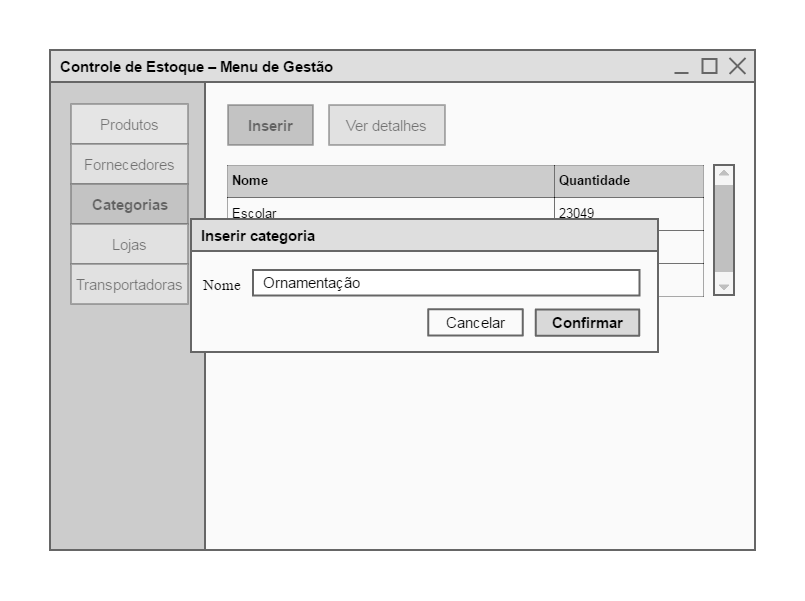 Controle de Estoque – Menu de Gestão
Produtos
Fornecedores
Categorias
Lojas
Transportadoras
Inserir
Ver detalhes
Nome
Quantidade
Escolar
23049
Inserir categoria
Nome
Ornamentação
Cancelar
Confirmar